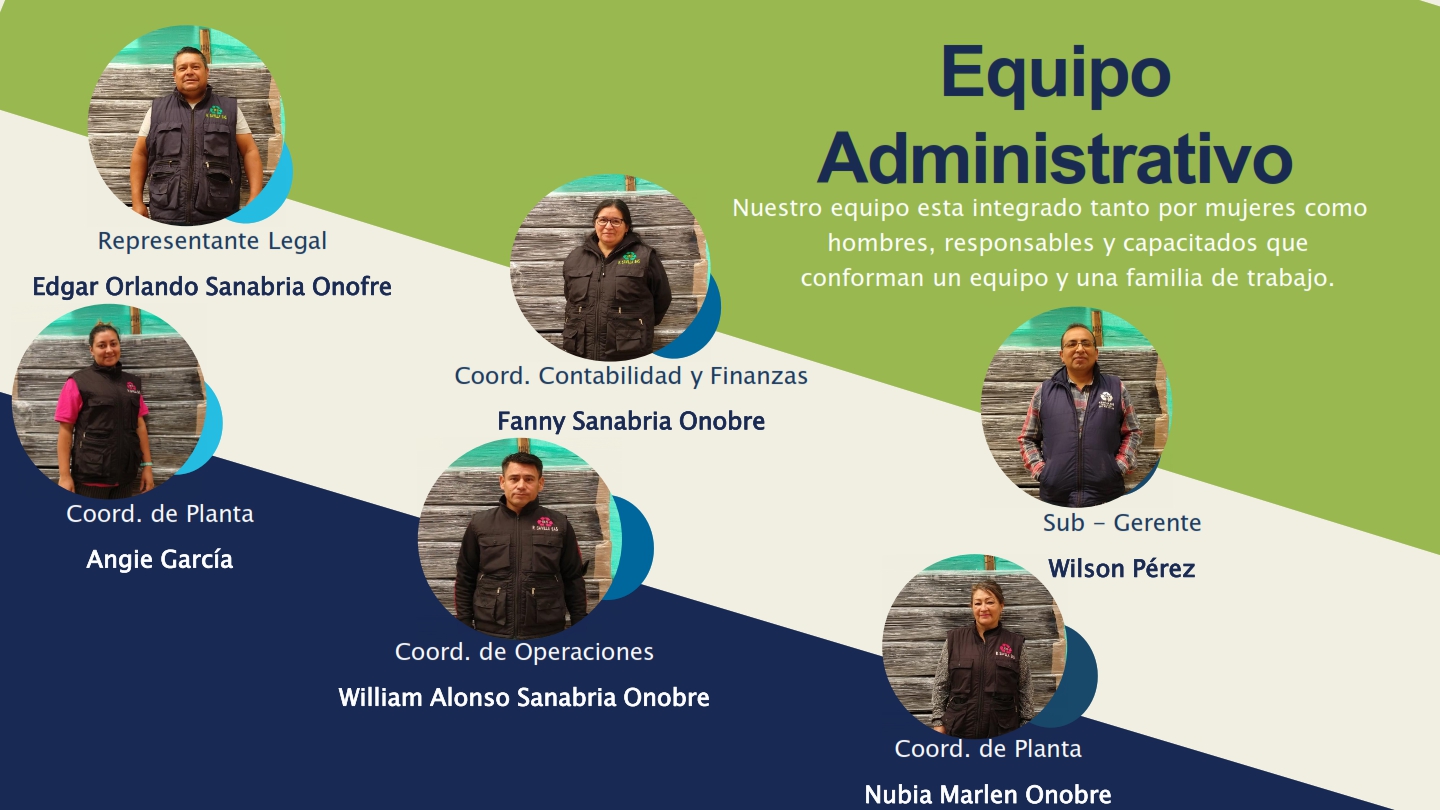 Equipo
Administrativo
Nuestro equipo esta integrado tanto por mujeres como
hombres, responsables y capacitados que
conforman un equipo y una familia de trabajo.
Representante Legal
Edgar Orlando Sanabria Onofre
Coord. Contabilidad y Finanzas
Fanny Sanabria Onobre
Coord. de Planta
Angie García
Sub – Gerente
Wilson Pérez
Coord. de Operaciones
William Alonso Sanabria Onobre
Coord. de Planta
Nubia Marlen Onobre